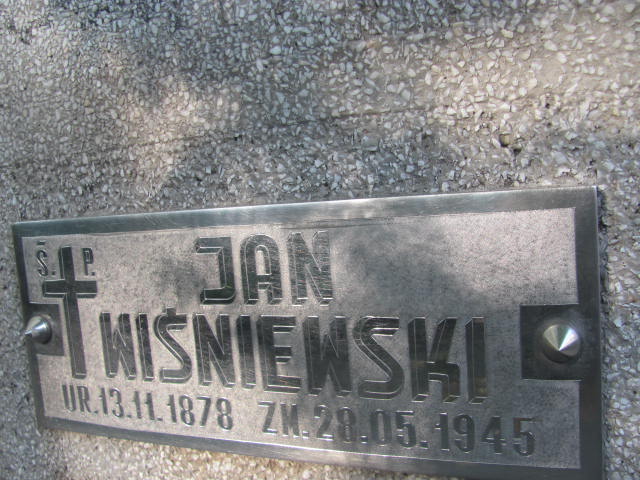 Ś. P.
JAN
WIŚNIEWSKI
UR.13.11.1878 ZM.28.05.1945